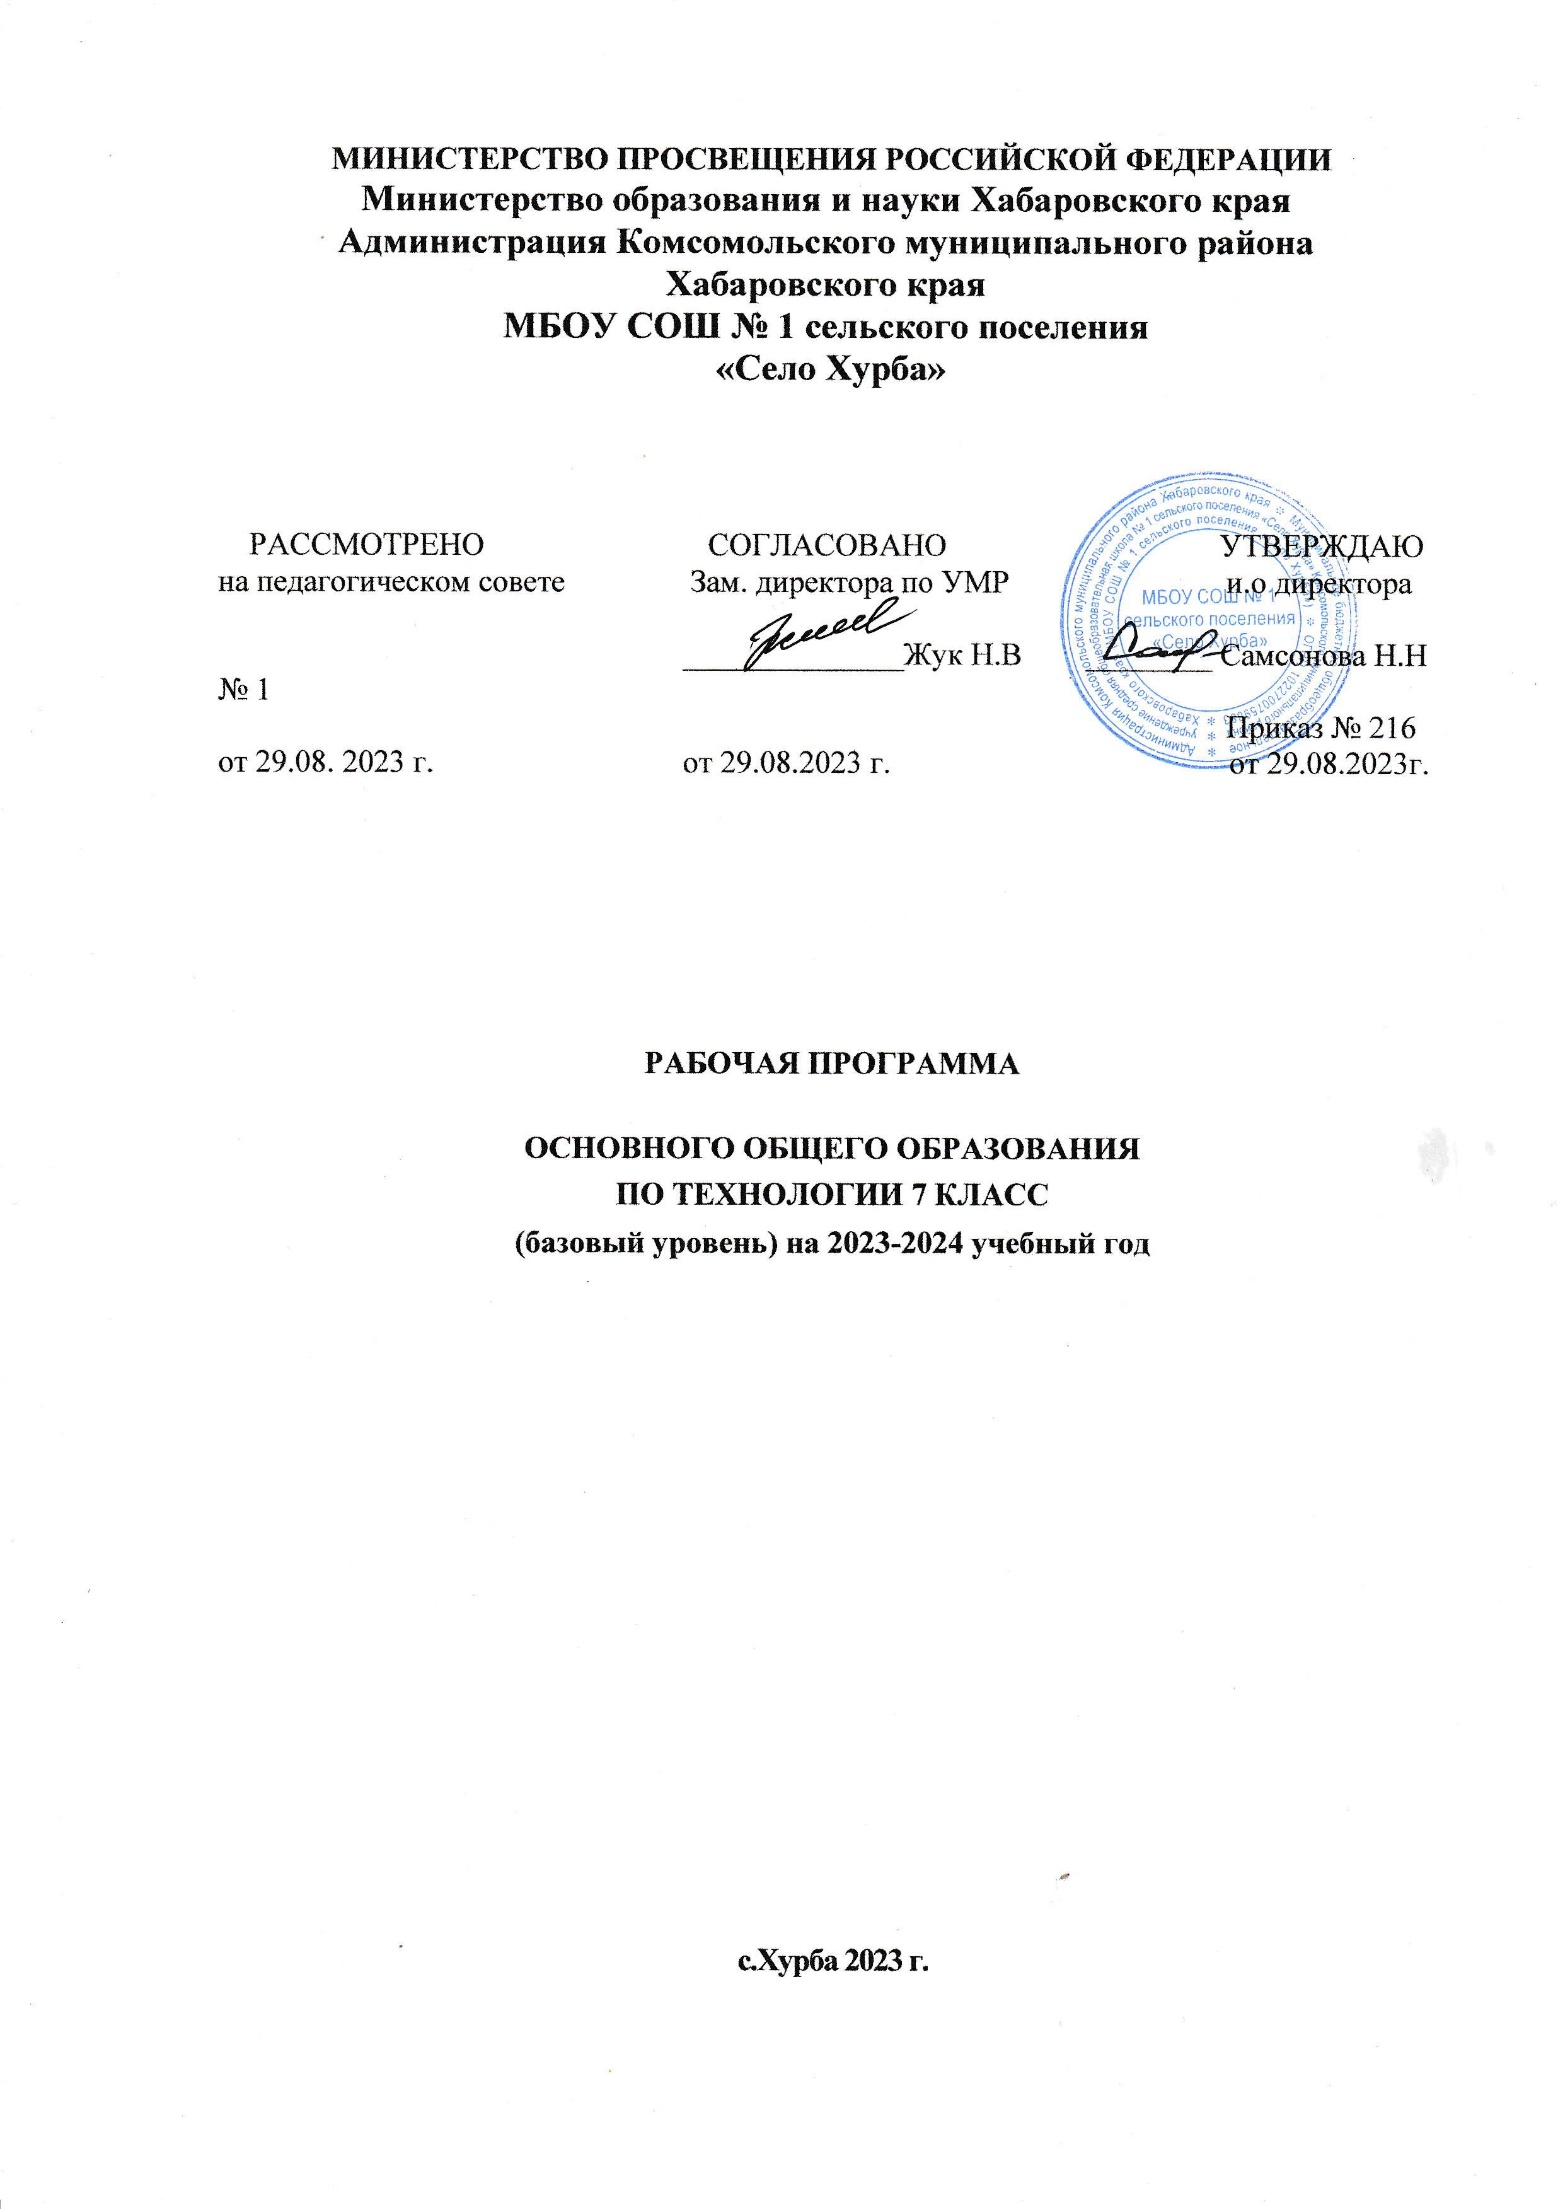 МИНИСТЕРСТВО ПРОСВЕЩЕНИЯ РОССИЙСКОЙ ФЕДЕРАЦИИ
Министерство образования и науки Хабаровского края
Администрация Комсомольского муниципального района
Хабаровского края
МБОУ СОШ № 1 сельского поселения
«Село Хурба»
РАССМОТРЕНО
на педагогическом совете
№ 1
от 29.08. 2023 г.
СОГЛАСОВАНО
Зам. директора по УМР
Жук Н.В
от 29.08.2023 г.
УТВЕРЖДАЮ
и.о директора
Самсонова Н.Н
Приказ № 216
от 29.08.2023г.
МБОУ СОШ № 1
сельского поселения
«Село Хурба»
РАБОЧАЯ ПРОГРАММА
ОСНОВНОГО ОБЩЕГО ОБРАЗОВАНИЯ
ПО ТЕХНОЛОГИИ 7 КЛАСС
(базовый уровень) на 2023-2024 учебный год
с.Хурба 2023 г.